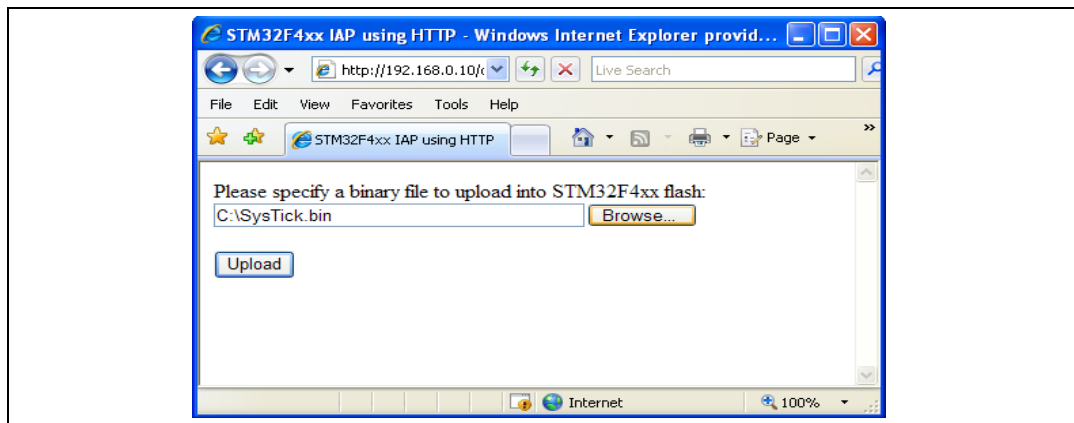 STM32F4xx IAP using HTTP - Windows Internet Explorer provid...
http://192.168.0.10/c
Live Search
File Edit View Favorites Tools Help
STM32F4xx IAP using HTTP
Page
»
Please specify a binary file to upload into STM32F4xx flash:
C:\SysTick.bin
Browse...
Upload
Internet
100%